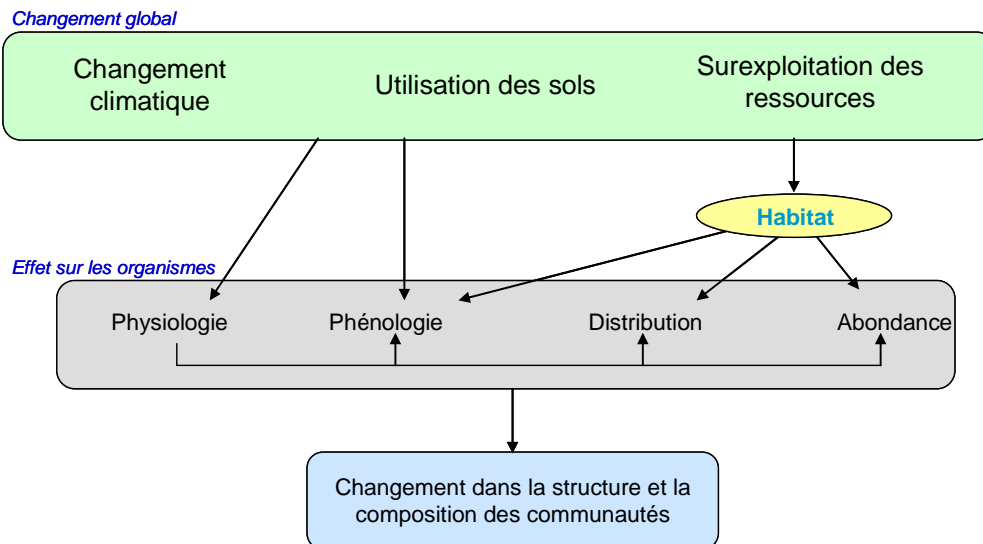 Changement global
Changement
climatique
Utilisation des sols
Surexploitation des
ressources
Habitat
Effet sur les organismes
Physiologie
Phénologie
Distribution
Abondance
Changement dans la structure et la
composition des communautés